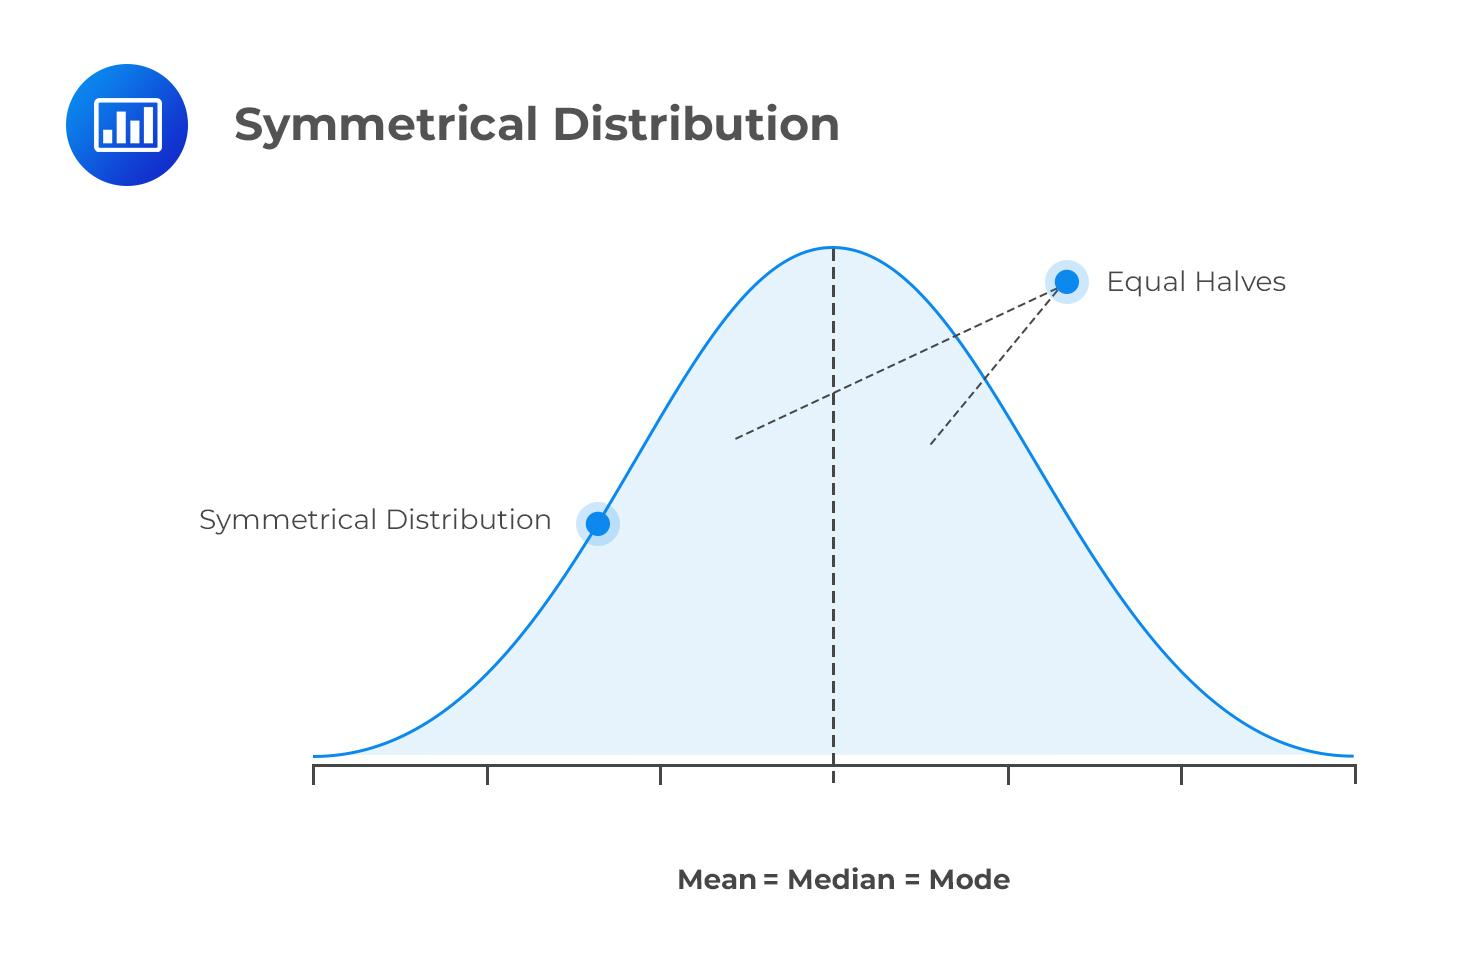 Symmetrical Distribution
Equal Halves
Symmetrical Distribution
Mean = Median = Mode